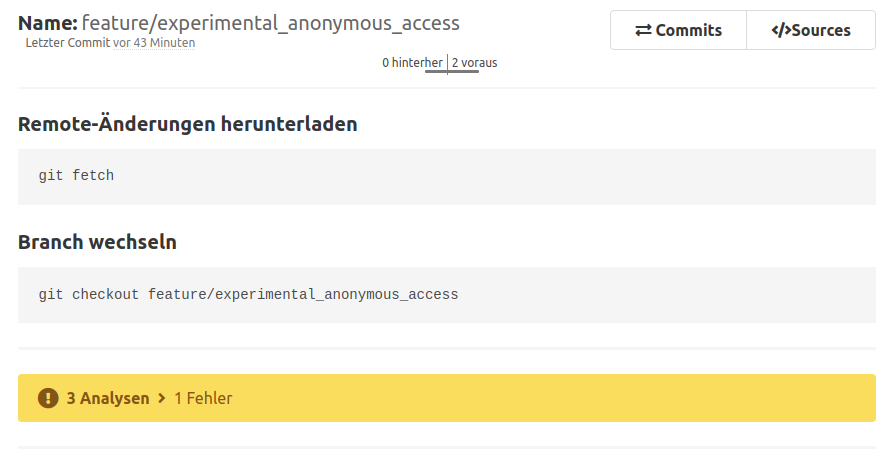 Name: feature/experimental_anonymous_access
Commits
</>Sources
Letzter Commit vor 43 Minuten
0 hinterher 2 voraus
Remote-Änderungen herunterladen
git fetch
Branch wechseln
git checkout feature/experimental_anonymous_access
3 Analysen > 1 Fehler